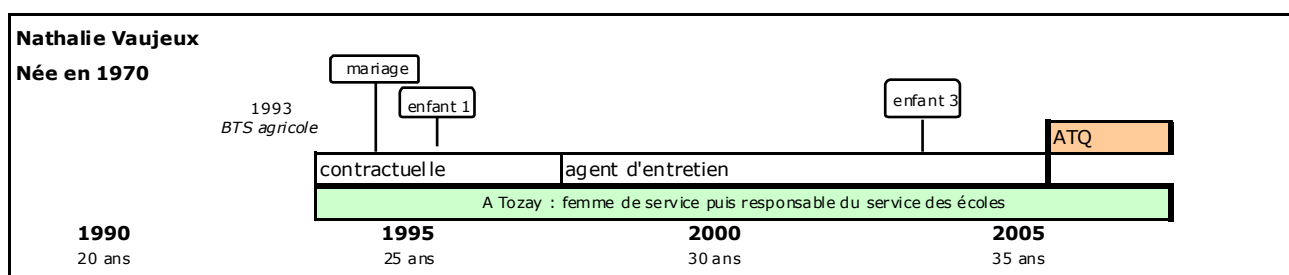 Nathalie Vaujeux
Née en 1970
mariage
enfant 1
enfant 3
1993
BTS agricole
ATQ
contractuelle
agent d'entretien
A Tozay : femme de service puis responsable du service des écoles
1990 1995 2000 2005
20 ans 25 ans 30 ans 35 ans